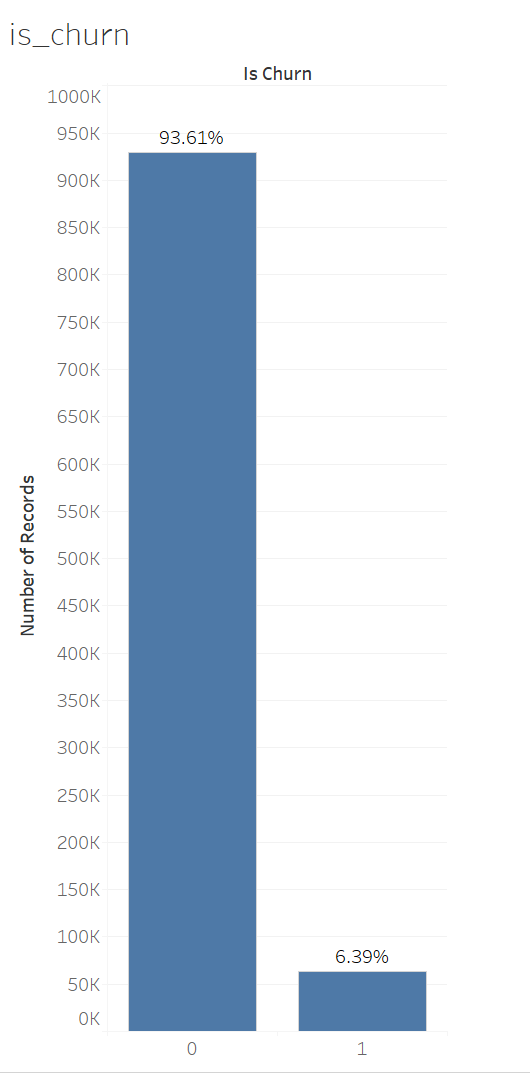 is_churn
Is Churn
1000K
950K
93.61%
900K
850K
800K
750K
700K
650K
600K
550K
500K
450K
400K
350K
300K
250K
200K
150K
100K
6.39%
50K
0K
Number of Records
0 1